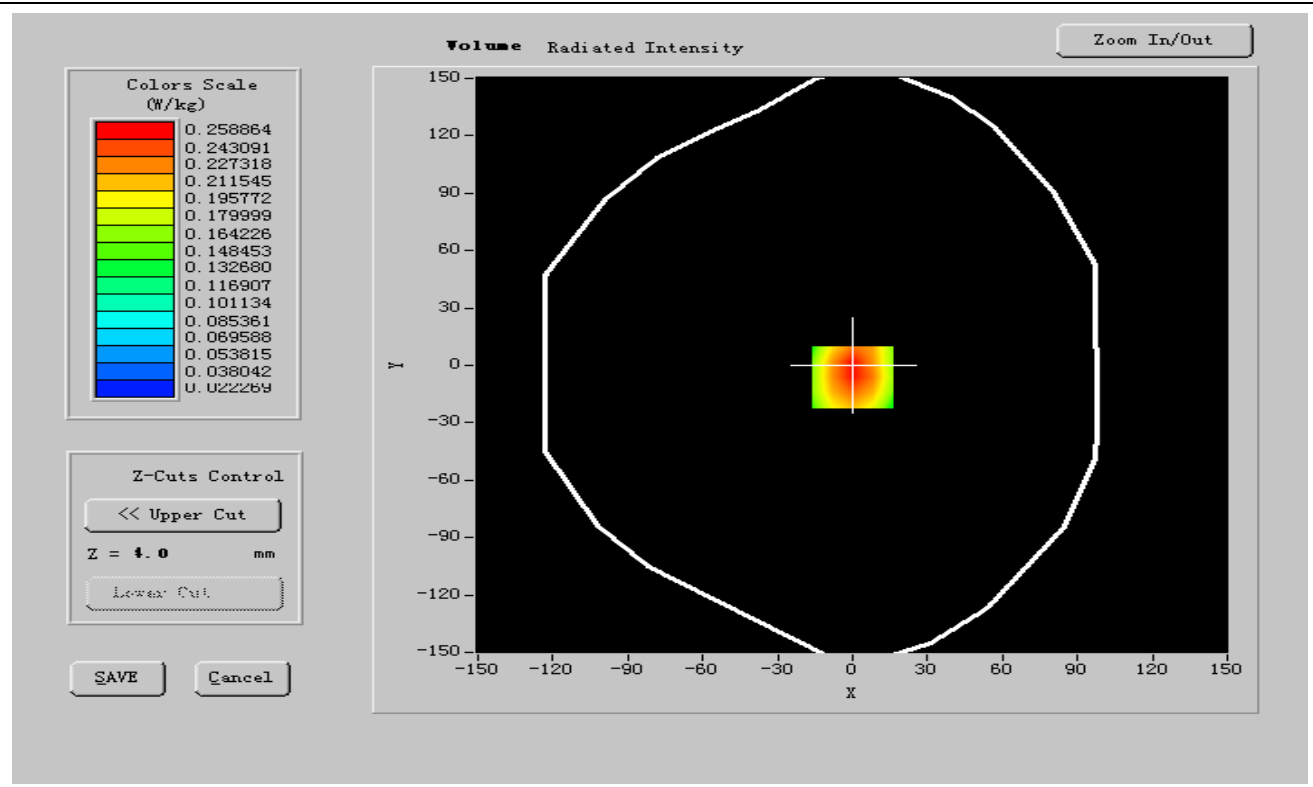 Volume Radiated Intensity
Zoom In/Out
Colors Scale
(W/kg)
0.258864
0.243091
0.227318
0.211545
0.195772
0.179999
0.164226
0.148453
0.132680
0.116907
0.101134
0.085361
0.069588
0.053815
0.038042
0.022269
Z-Cuts Control
<< Upper Cut
Z = 4.0 mm
Lower Cut
SAVE
Cancel
150
120
90
60
30
0
-30
-60
-90
-120
-150
Y
-150 -120 -90 -60 -30 0 30 60 90 120 150
X